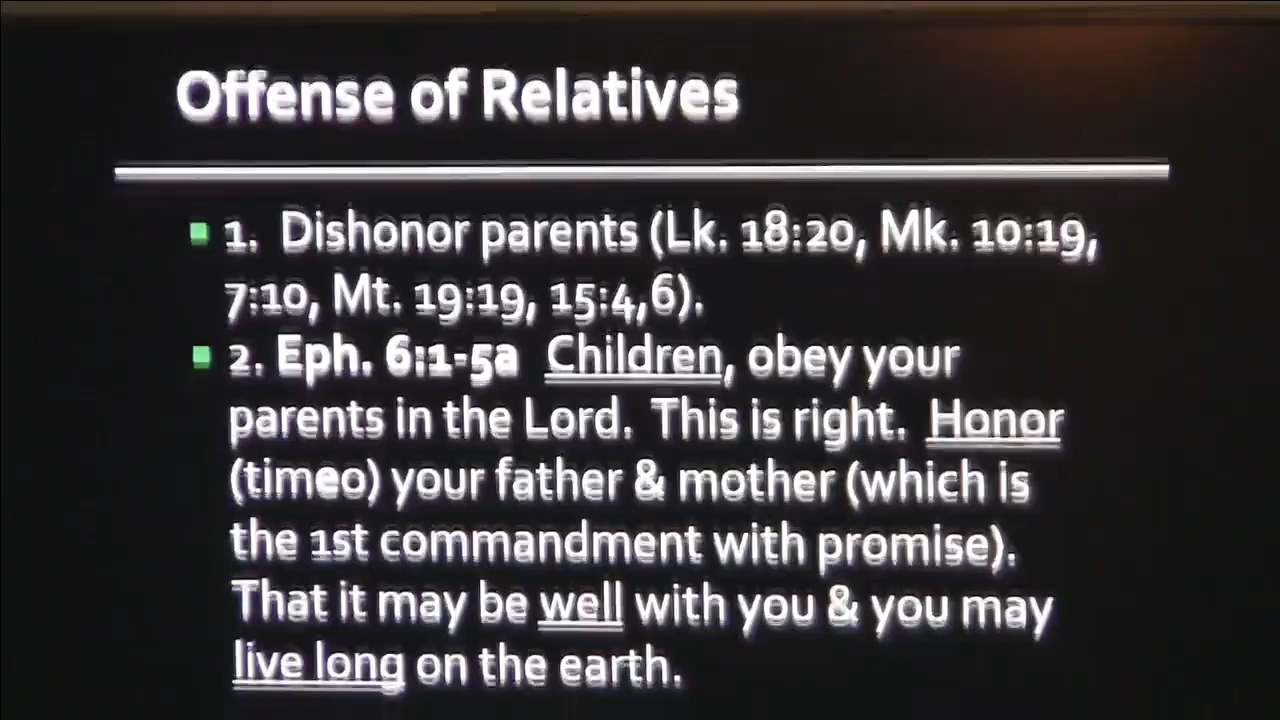 Offense of Relatives
1. Dishonor parents (Lk. 18:20, Mk. 10:19,
7:10, Mt. 19:19, 15:4,6).
2. Eph. 6:1-5a Children, obey your
parents in the Lord. This is right. Honor
(timeo) your father & mother (which is
the 1st commandment with promise).
That it may be well with you & you may
live long on the earth.